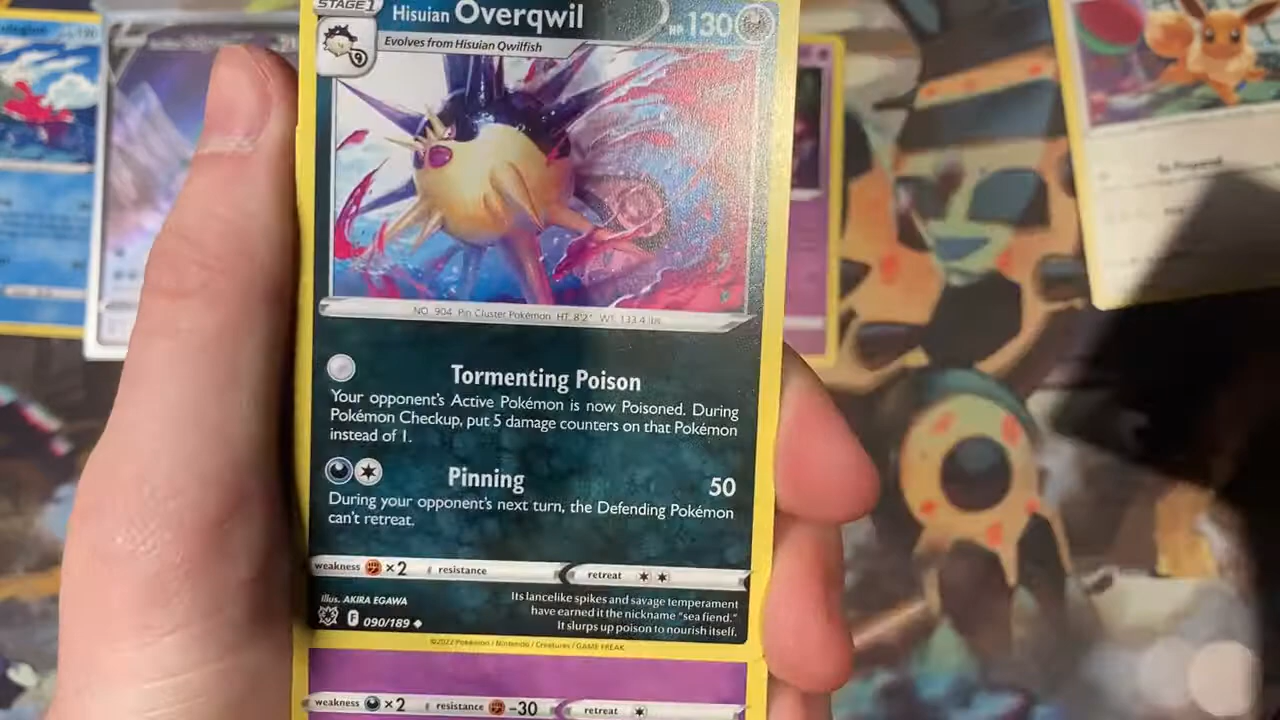 STAGE 1
Hisuian Overqwil
HP 130
Evolves from Hisuian Qwilfish
NO. 904 Pin Cluster Pokémon HT. 8'2" WT. 133.4 lbs
Tormenting Poison
Your opponent's Active Pokémon is now Poisoned. During
Pokémon Checkup, put 5 damage counters on that Pokémon
instead of 1.
Pinning 50
During your opponent's next turn, the Defending Pokémon
can't retreat.
weakness ×2 resistance retreat
Illus. AKIRA EGAWA
F 090/189
Its lancelike spikes and savage temperament
have earned it the nickname "sea fiend."
It slurps up poison to nourish itself.
©2022 Pokémon / Nintendo / Creatures / GAME FREAK
weakness ×2 resistance -30 retreat